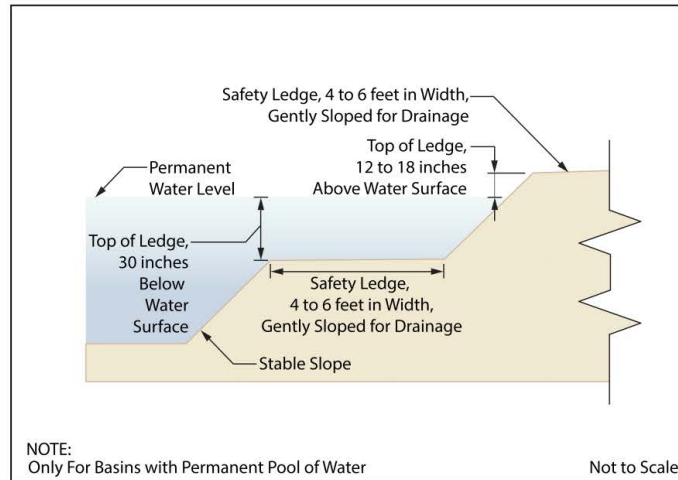 Safety Ledge, 4 to 6 feet in Width,
Gently Sloped for Drainage
Top of Ledge,
12 to 18 inches
Above Water Surface
Permanent
Water Level
Top of Ledge,
30 inches
Below
Water
Surface
Safety Ledge,
4 to 6 feet in Width,
Gently Sloped for Drainage
Stable Slope
NOTE:
Only For Basins with Permanent Pool of Water
Not to Scale